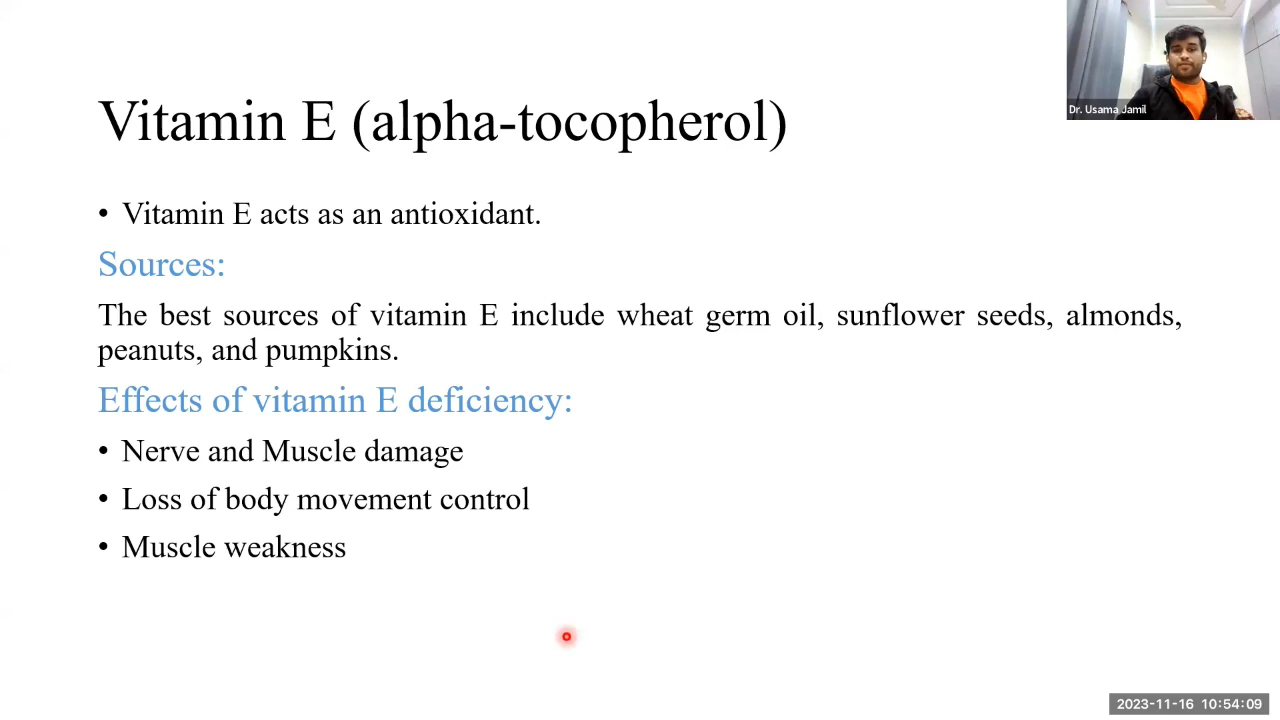 Dr. Usama Jamil
Vitamin E (alpha-tocopherol)
• Vitamin E acts as an antioxidant.
Sources:
The best sources of vitamin E include wheat germ oil, sunflower seeds, almonds,
peanuts, and pumpkins.
Effects of vitamin E deficiency:
• Nerve and Muscle damage
• Loss of body movement control
• Muscle weakness
2023-11-16 10:54:09